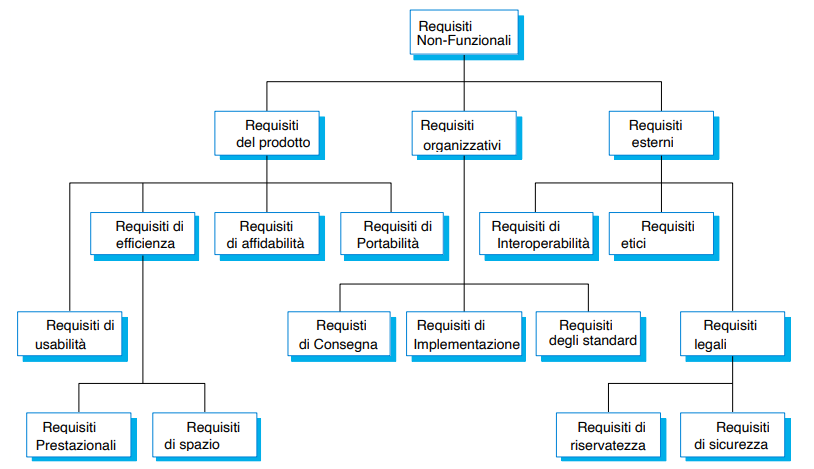 Requisiti
Non-Funzionali
Requisiti
del prodotto
Requisiti
organizzativi
Requisiti
esterni
Requisiti di
efficienza
Requisiti
di affidabilità
Requisiti di
Portabilità
Requisiti di
Interoperabilità
Requisiti
etici
Requisiti di
usabilità
Requisti
di Consegna
Requisiti di
Implementazione
Requisiti
degli standard
Requisiti
legali
Requisiti
Prestazionali
Requisiti
di spazio
Requisiti di
riservatezza
Requisiti
di sicurezza